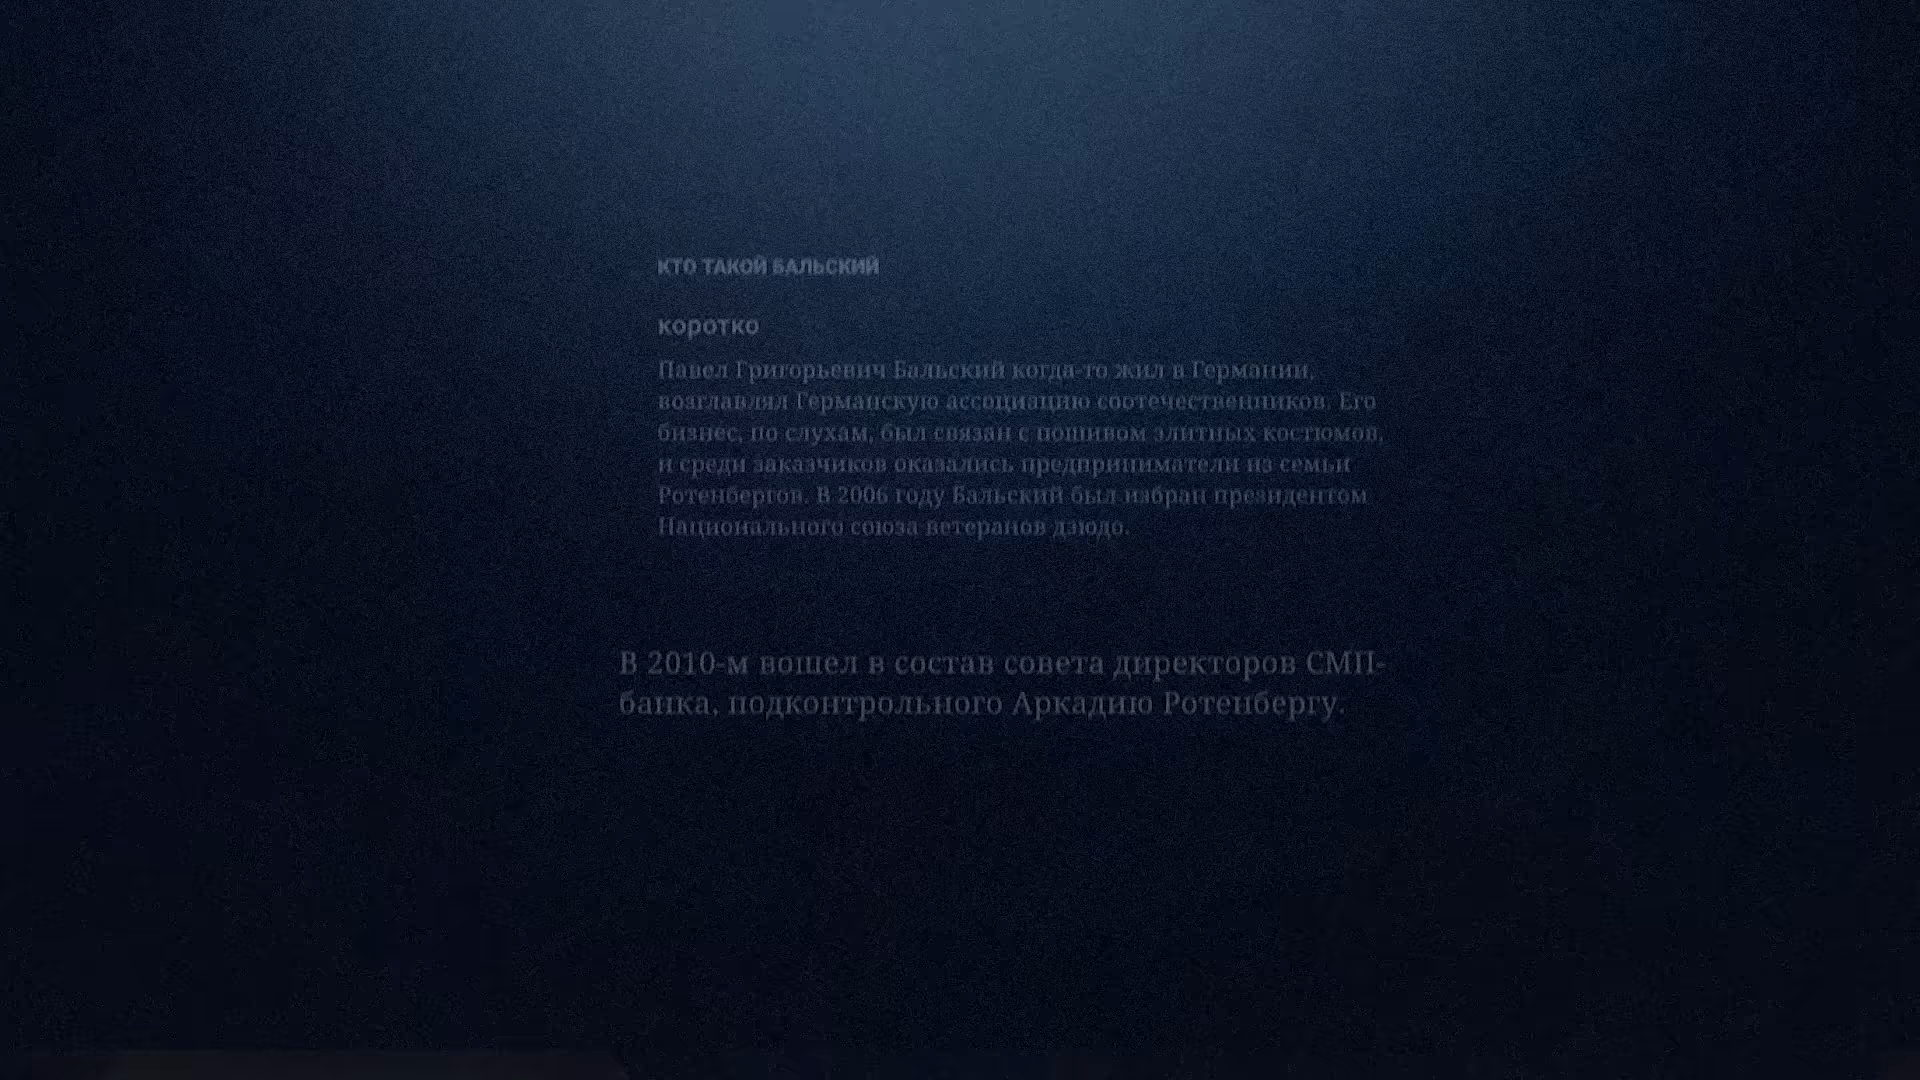 КТО ТАКОЙ БАЛЬСКИЙ
коротко
Павел Григорьевич Бальский когда-то жил в Германии,
возглавлял Германскую ассоциацию соотечественников. Его
бизнес, по слухам, был связан с пошивом элитных костюмов,
и среди заказчиков оказались предприниматели из семьи
Ротенбергов. В 2006 году Бальский был избран президентом
Национального союза ветеранов дзюдо.
В 2010-м вошел в состав совета директоров СМП-
банка, подконтрольного Аркадию Ротенбергу.